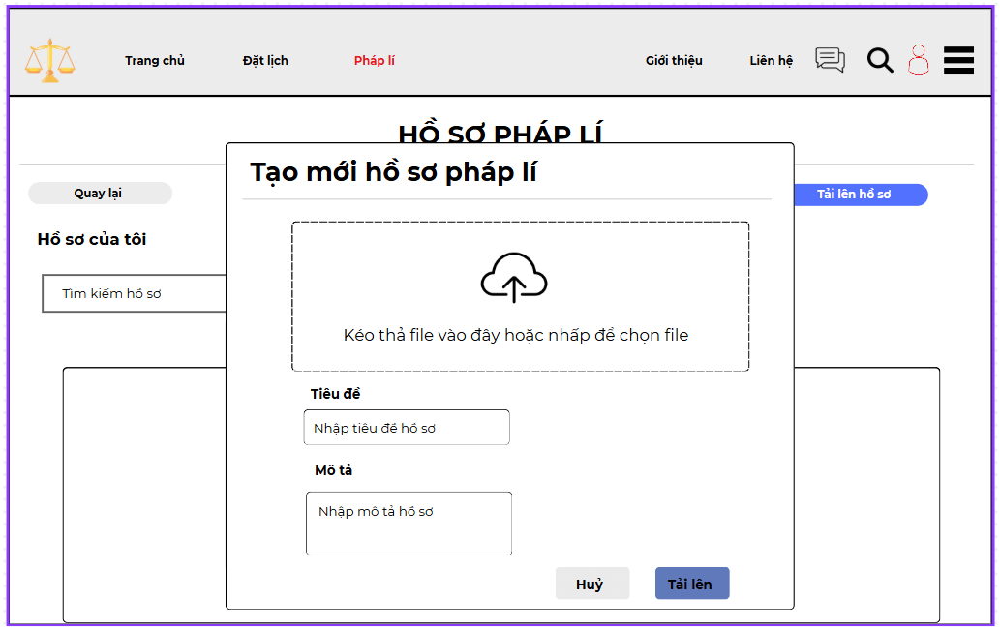 Trang chủ
Đặt lịch
Pháp lí
Giới thiệu
Liên hệ
HỒ SƠ PHÁP LÍ
Tạo mới hồ sơ pháp lí
Quay lại
Tải lên hồ sơ
Hồ sơ của tôi
Tìm kiếm hồ sơ
Kéo thả file vào đây hoặc nhấp để chọn file
Tiêu đề
Nhập tiêu đề hồ sơ
Mô tả
Nhập mô tả hồ sơ
Huỷ
Tải lên